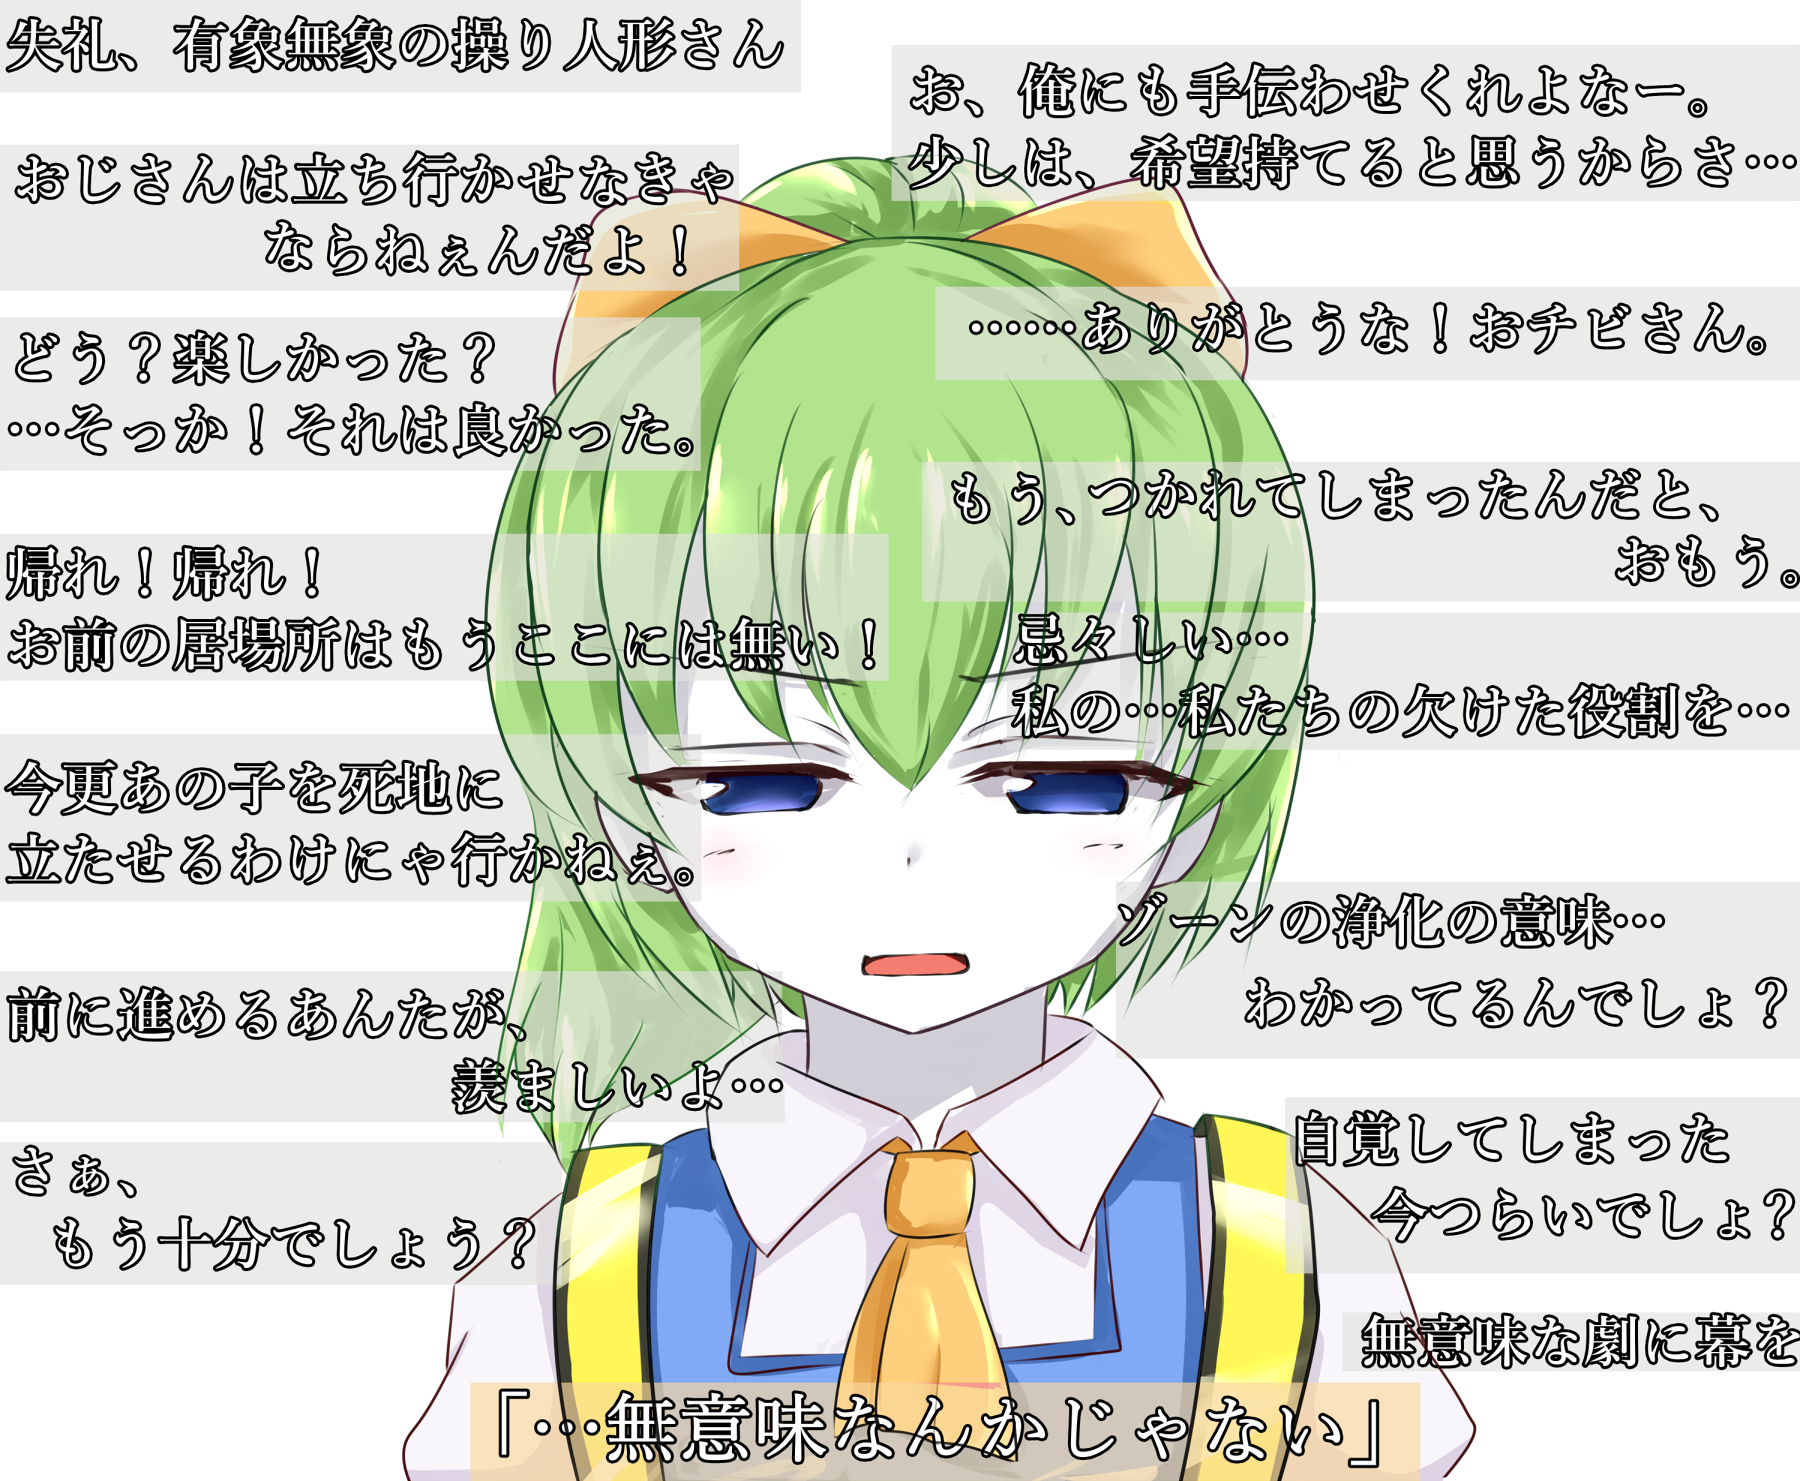 失礼、有象無象の操り人形さん
おじさんは立ち行かせなきゃ
ならねぇんだよ！
どう？楽しかった？
…そっか！それは良かった。
帰れ！帰れ！
お前の居場所はもうここには無い！
今更あの子を死地に
立たせるわけにゃ行かねぇ。
前に進めるあんたが、
羨ましいよ…
さぁ、
もう十分でしょう？
お、俺にも手伝わせくれよなー。
少しは、希望持てると思うからさ…
……ありがとうな！おチビさん。
もう、つかれてしまったんだと、
おもう。
忌々しい…
私の…私たちの欠けた役割を…
ゾーンの浄化の意味…
わかってるんでしょ？
自覚してしまった
今つらいでしょ？
無意味な劇に幕を
「…無意味なんかじゃない」